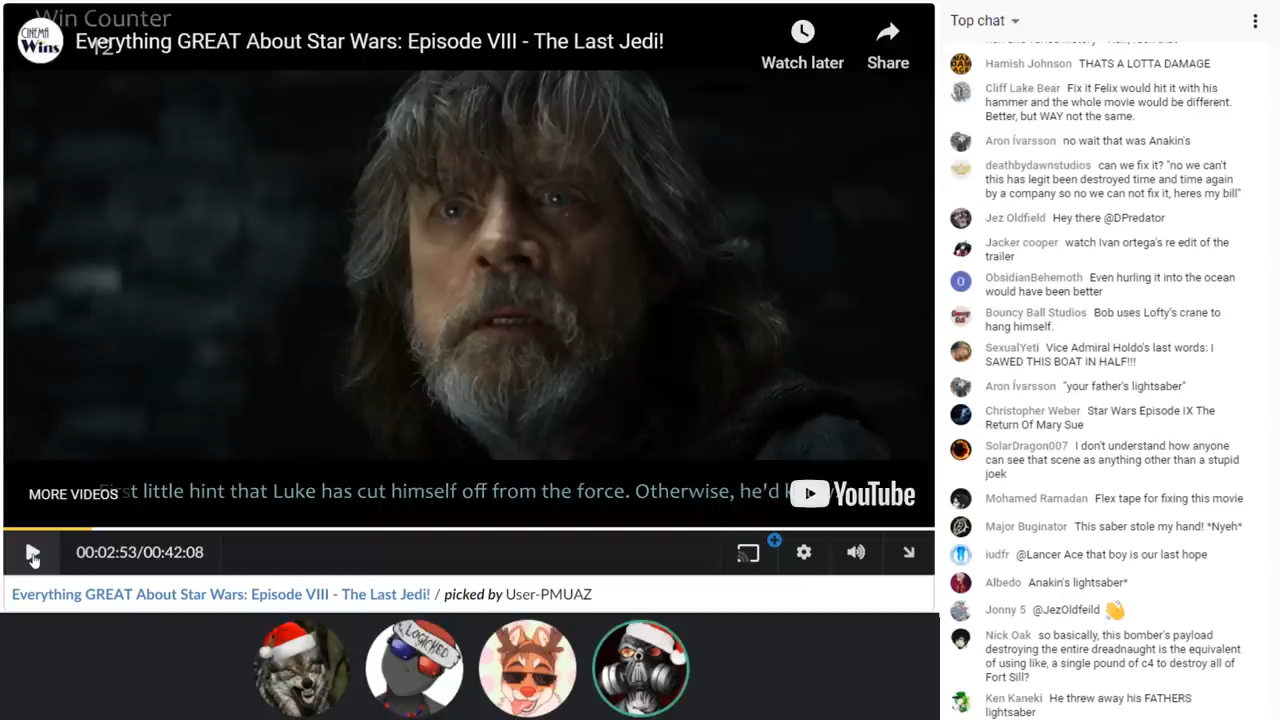 Win Counter
12
CINEMA
Wins
Everything GREAT About Star Wars: Episode VIII - The Last Jedi!
Watch later
Share
First little hint that Luke has cut himself off from the force. Otherwise, he'd
MORE VIDEOS
YouTube
00:02:53/00:42:08
Everything GREAT About Star Wars: Episode VIII - The Last Jedi! / picked by User-PMUAZ
LOGICKED
Top chat
Hamish Johnson THATS A LOTTA DAMAGE
Cliff Lake Bear Fix it Felix would hit it with his
hammer and the whole movie would be different.
Better, but WAY not the same.
Aron Ívarsson no wait that was Anakin's
deathbydawnstudios can we fix it? "no we can't
this has legit been destroyed time and time again
by a company so no we can not fix it, heres my bill"
Jez Oldfield Hey there @DPredator
Jacker cooper watch Ivan ortega's re edit of the
trailer
O
ObsidianBehemoth Even hurling it into the ocean
would have been better
Bouncy Ball Studios Bob uses Lofty's crane to
hang himself.
SexualYeti Vice Admiral Holdo's last words: I
SAWED THIS BOAT IN HALF!!!
Aron Ívarsson "your father's lightsaber"
Christopher Weber Star Wars Episode IX The
Return Of Mary Sue
SolarDragon007 I don't understand how anyone
can see that scene as anything other than a stupid
joek
Mohamed Ramadan Flex tape for fixing this movie
Major Buginator This saber stole my hand! *Nyeh*
iudfr @Lancer Ace that boy is our last hope
Albedo Anakin's lightsaber*
Jonny 5 @JezOldfeild 👋
Nick Oak so basically, this bomber's payload
destroying the entire dreadnaught is the equivalent
of using like, a single pound of c4 to destroy all of
Fort Sill?
Ken Kaneki He threw away his FATHERS
lightsaber